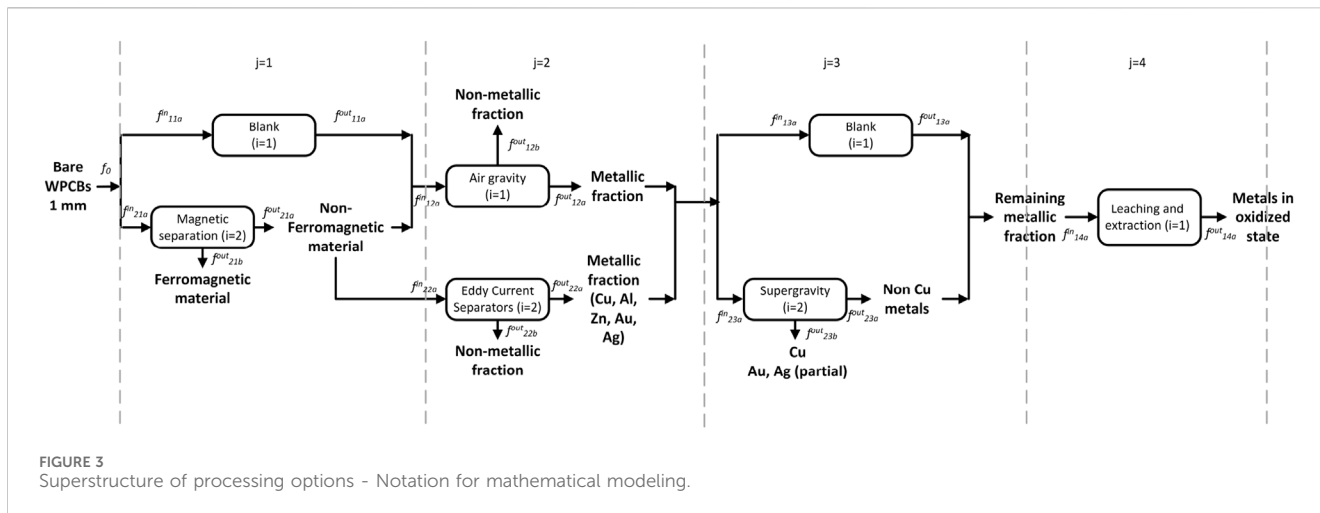 j=1
j=2
j=3
j=4
Bare
WPCBs
1 mm
f0
f^in_11a
Blank
(i=1)
f^out_11a
f^in_21a
Magnetic
separation (i=2)
f^out_21a
f^out_21b
Ferromagnetic
material
Non-
Ferromagnetic
material
Non-metallic
fraction
f^out_12b
f^in_12a
Air gravity
(i=1)
f^out_12a
Metallic
fraction
f^in_22a
Eddy Current
Separators (i=2)
f^out_22a
f^out_22b
Non-metallic
fraction
Metallic
fraction
(Cu, Al,
Zn, Au,
Ag)
f^in_13a
Blank
(i=1)
f^out_13a
f^in_23a
Supergravity
(i=2)
f^out_23a
f^out_23b
Cu
Au, Ag (partial)
Non Cu
metals
Remaining
metallic
fraction
f^in_14a
Leaching and
extraction (i=1)
f^out_14a
Metals in
oxidized
state
FIGURE 3
Superstructure of processing options - Notation for mathematical modeling.